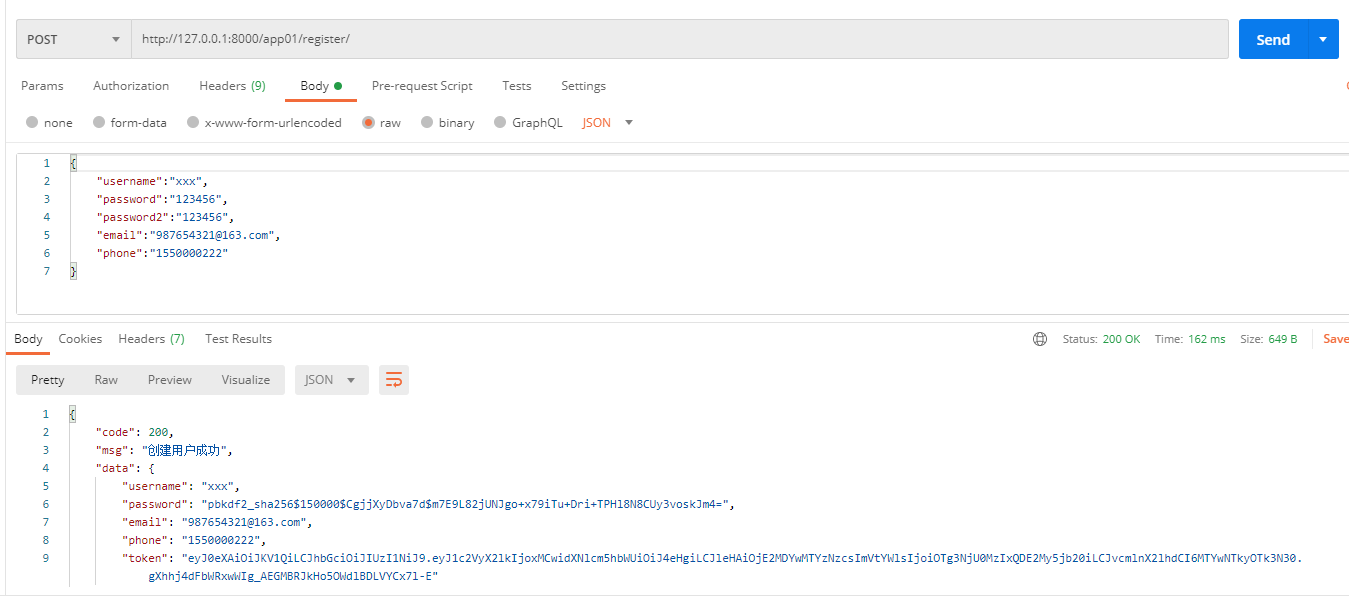 POST http://127.0.0.1:8000/app01/register/ Send
Params Authorization Headers (9) Body Pre-request Script Tests Settings
none form-data x-www-form-urlencoded raw binary GraphQL JSON
1 {
2 "username":"xxx",
3 "password":"123456",
4 "password2":"123456",
5 "email":"987654321@163.com",
6 "phone":"1550000222"
7 }
Body Cookies Headers (7) Test Results Status: 200 OK Time: 162 ms Size: 649 B Save
Pretty Raw Preview Visualize JSON
1 {
2 "code": 200,
3 "msg": "创建用户成功",
4 "data": {
5 "username": "xxx",
6 "password": "pbkdf2_sha256$150000$CgjjXyDbva7d$m7E9L82jUNJgo+x79iTu+Dri+TPHl8N8CUy3voskJm4=",
7 "email": "987654321@163.com",
8 "phone": "1550000222",
9 "token": "eyJ0eXAiOiJKV1QiLCJhbGciOiJIUzI1NiJ9.eyJ1c2VyX2lkIjoxMCwidXNlcm5hbWUiOiJ4eHgiLCJleHAiOjE2MDYwMTYzNzcsImVtYWlsIjoiOTg3NjU0MzIxQDE2My5jb20iLCJvcmlnX2lhdCI6MTYwNTkyOTk3N30.
gXhhj4dFbWRxwWIg_AEGMBRJkHo5OWdlBDLVYCx7l-E"